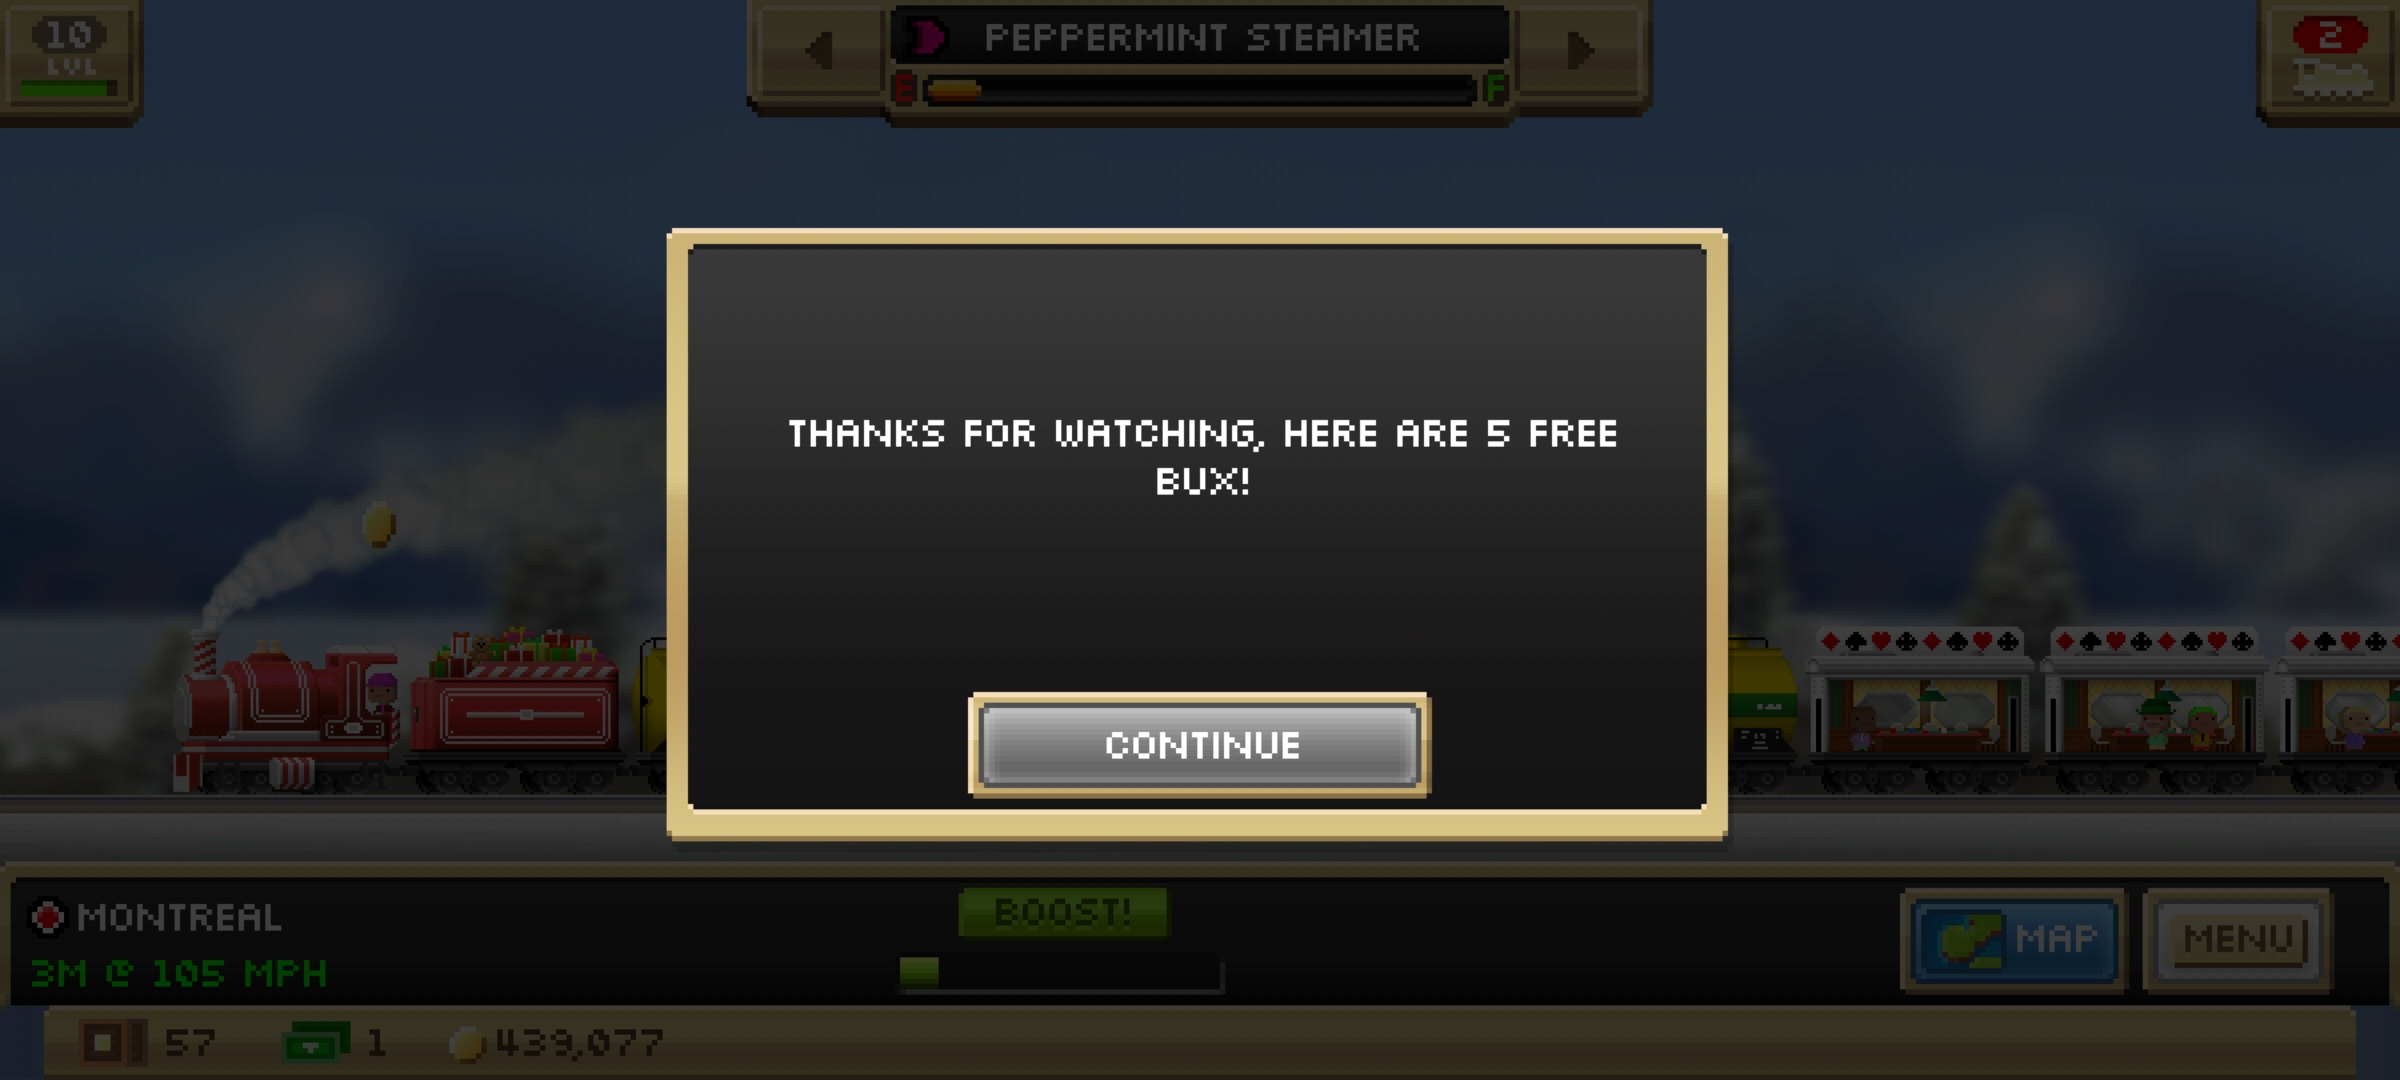 10
LVL
PEPPERMINT STEAMER
E F
2
THANKS FOR WATCHING, HERE ARE 5 FREE
BUX!
CONTINUE
MONTREAL
3M @ 105 MPH
BOOST!
MAP
MENU
57
1
439,077